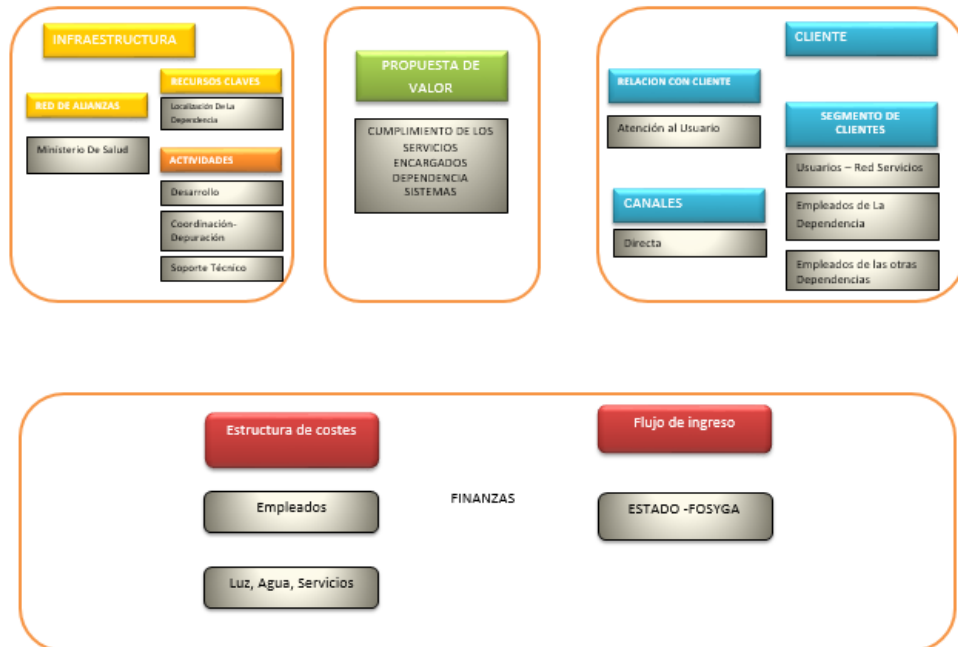 INFRAESTRUCTURA
RED DE ALIANZAS
Ministerio De Salud
RECURSOS CLAVES
Localización De La
Dependencia
ACTIVIDADES
Desarrollo
Coordinación-
Depuración
Soporte Técnico
PROPUESTA DE
VALOR
CUMPLIMIENTO DE LOS
SERVICIOS
ENCARGADOS
DEPENDENCIA
SISTEMAS
CLIENTE
RELACION CON CLIENTE
Atención al Usuario
CANALES
Directa
SEGMENTO DE
CLIENTES
Usuarios – Red Servicios
Empleados de La
Dependencia
Empleados de las otras
Dependencias
Estructura de costes
Empleados
Luz, Agua, Servicios
FINANZAS
Flujo de ingreso
ESTADO -FOSYGA